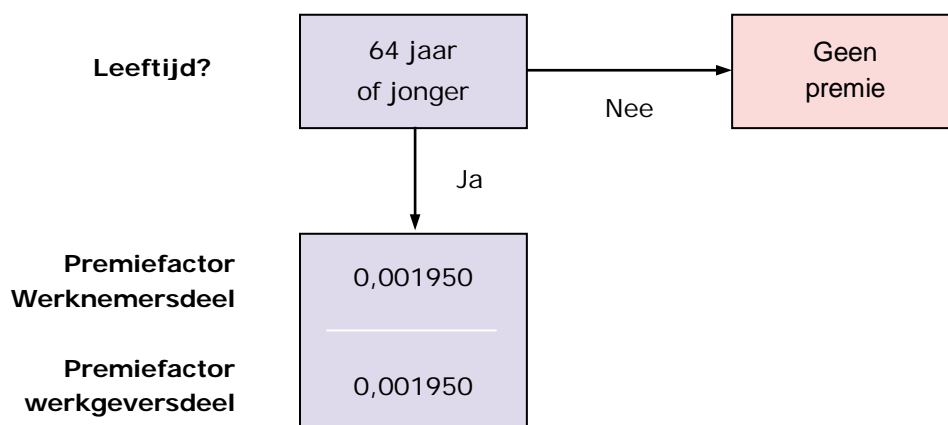 Leeftijd?
64 jaar
of jonger
Nee
Geen
premie
Ja
Premiefactor
Werknemersdeel
0,001950
Premiefactor
werkgeversdeel
0,001950